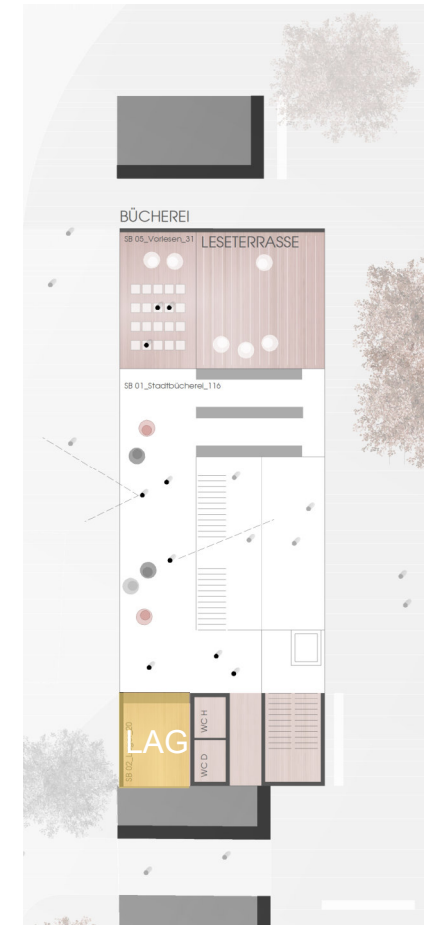 BÜCHEREI
SB 05_Vorlesen_31
LESETERRASSE
SB 01_Stadtbücherei_116
LAG
WC H
WC D